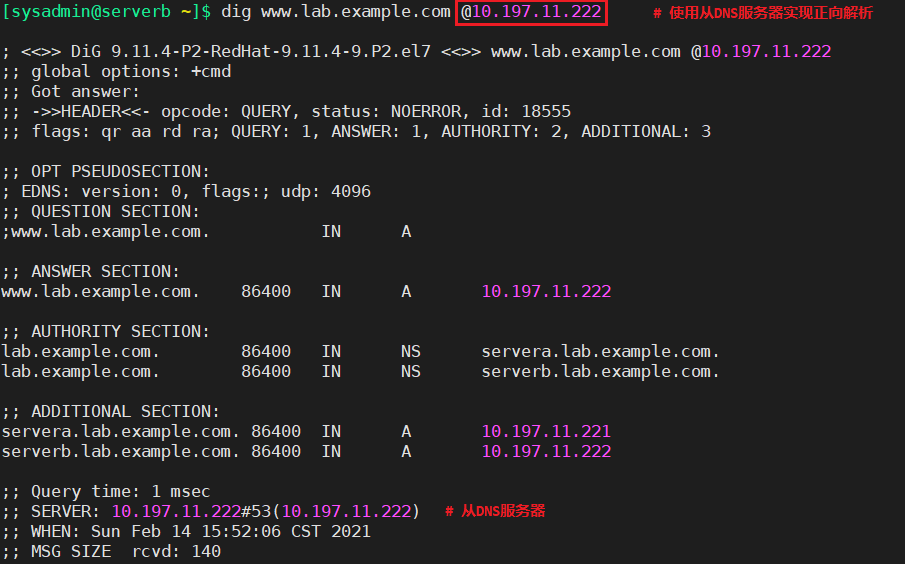 [sysadmin@serverb ~]$ dig www.lab.example.com @10.197.11.222 # 使用从DNS服务器实现正向解析
; <<>> DiG 9.11.4-P2-RedHat-9.11.4-9.P2.el7 <<>> www.lab.example.com @10.197.11.222
;; global options: +cmd
;; Got answer:
;; ->>HEADER<<- opcode: QUERY, status: NOERROR, id: 18555
;; flags: qr aa rd ra; QUERY: 1, ANSWER: 1, AUTHORITY: 2, ADDITIONAL: 3
;; OPT PSEUDOSECTION:
; EDNS: version: 0, flags:; udp: 4096
;; QUESTION SECTION:
;www.lab.example.com. IN A
;; ANSWER SECTION:
www.lab.example.com. 86400 IN A 10.197.11.222
;; AUTHORITY SECTION:
lab.example.com. 86400 IN NS servera.lab.example.com.
lab.example.com. 86400 IN NS serverb.lab.example.com.
;; ADDITIONAL SECTION:
servera.lab.example.com. 86400 IN A 10.197.11.221
serverb.lab.example.com. 86400 IN A 10.197.11.222
;; Query time: 1 msec
;; SERVER: 10.197.11.222#53(10.197.11.222) # 从DNS服务器
;; WHEN: Sun Feb 14 15:52:06 CST 2021
;; MSG SIZE rcvd: 140